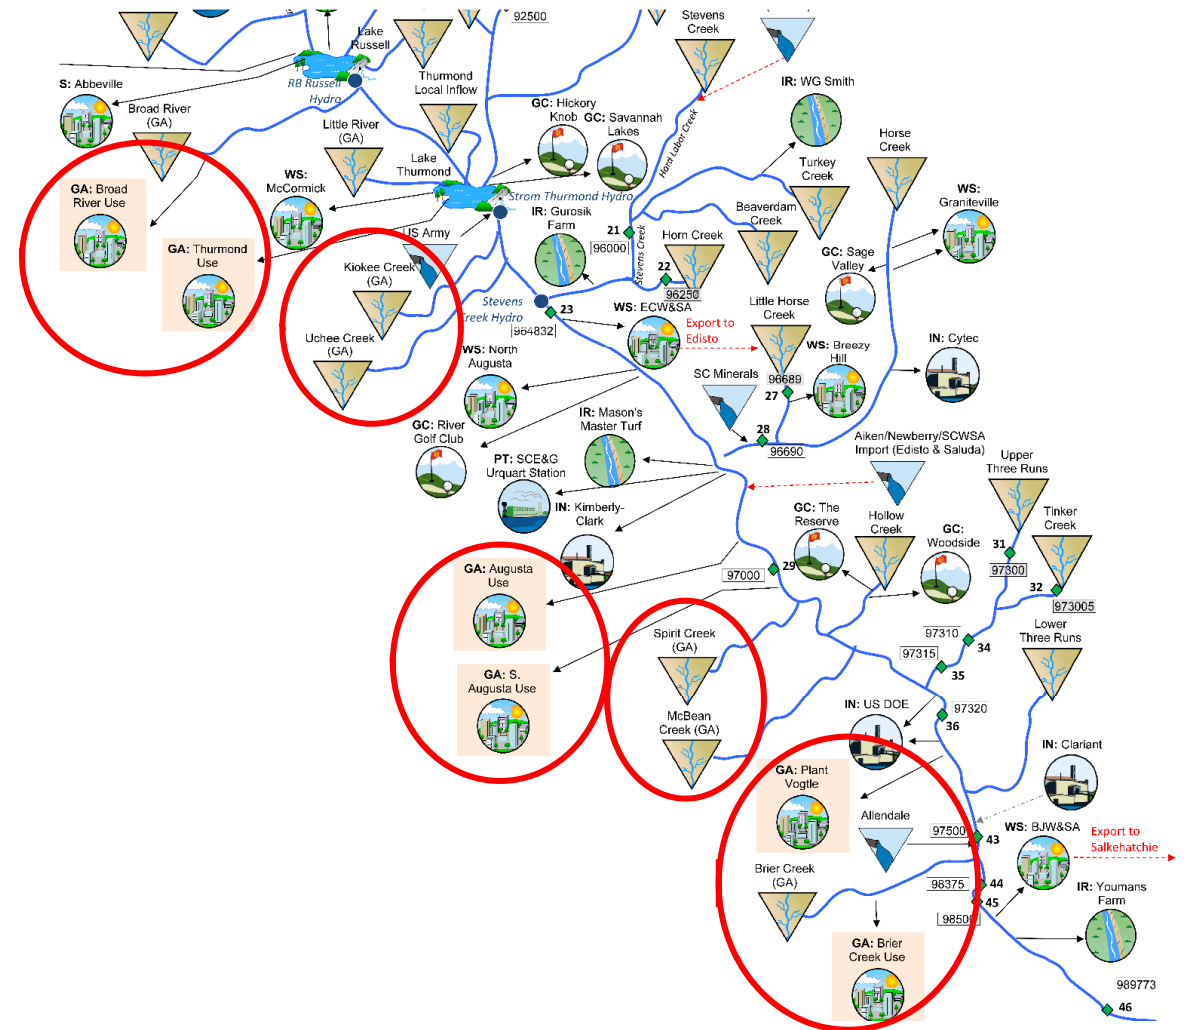 92500
Stevens
Creek
Lake
Russell
RB Russell
Hydro
S: Abbeville
Broad River
(GA)
Thurmond
Local Inflow
Little River
(GA)
Lake
Thurmond
GC: Hickory
Knob
GC: Savannah
Lakes
Hard Labor Creek
IR: WG Smith
Horse
Creek
Turkey
Creek
WS:
McCormick
Strom Thurmond Hydro
GA: Broad
River Use
GA: Thurmond
Use
US Army
IR: Gurosik
Farm
21
96000
Stevens Creek
Horn Creek
Beaverdam
Creek
WS:
Graniteville
GC: Sage
Valley
Kiokee Creek
(GA)
22
96250
Stevens
Creek Hydro
23
964832
WS: ECW&SA
Export to
Edisto
Little Horse
Creek
Uchee Creek
(GA)
WS: North
Augusta
WS: Breezy
Hill
IN: Cytec
SC Minerals
96689
27
GC: River
Golf Club
IR: Mason's
Master Turf
28
96690
Aiken/Newberry/SCWSA
Import (Edisto & Saluda)
Upper
Three Runs
PT: SCE&G
Urquart Station
IN: Kimberly-
Clark
GC: The
Reserve
Hollow
Creek
GC:
Woodside
Tinker
Creek
31
97300
32
973005
GA: Augusta
Use
97000
29
Spirit Creek
(GA)
97310
34
97315
35
Lower
Three Runs
GA: S.
Augusta Use
McBean
Creek (GA)
IN: US DOE
97320
36
IN: Clariant
GA: Plant
Vogtle
Allendale
97500
43
WS: BJW&SA
Export to
Salkehatchie
Brier Creek
(GA)
98375
44
45
IR: Youmans
Farm
GA: Brier
Creek Use
989773
46